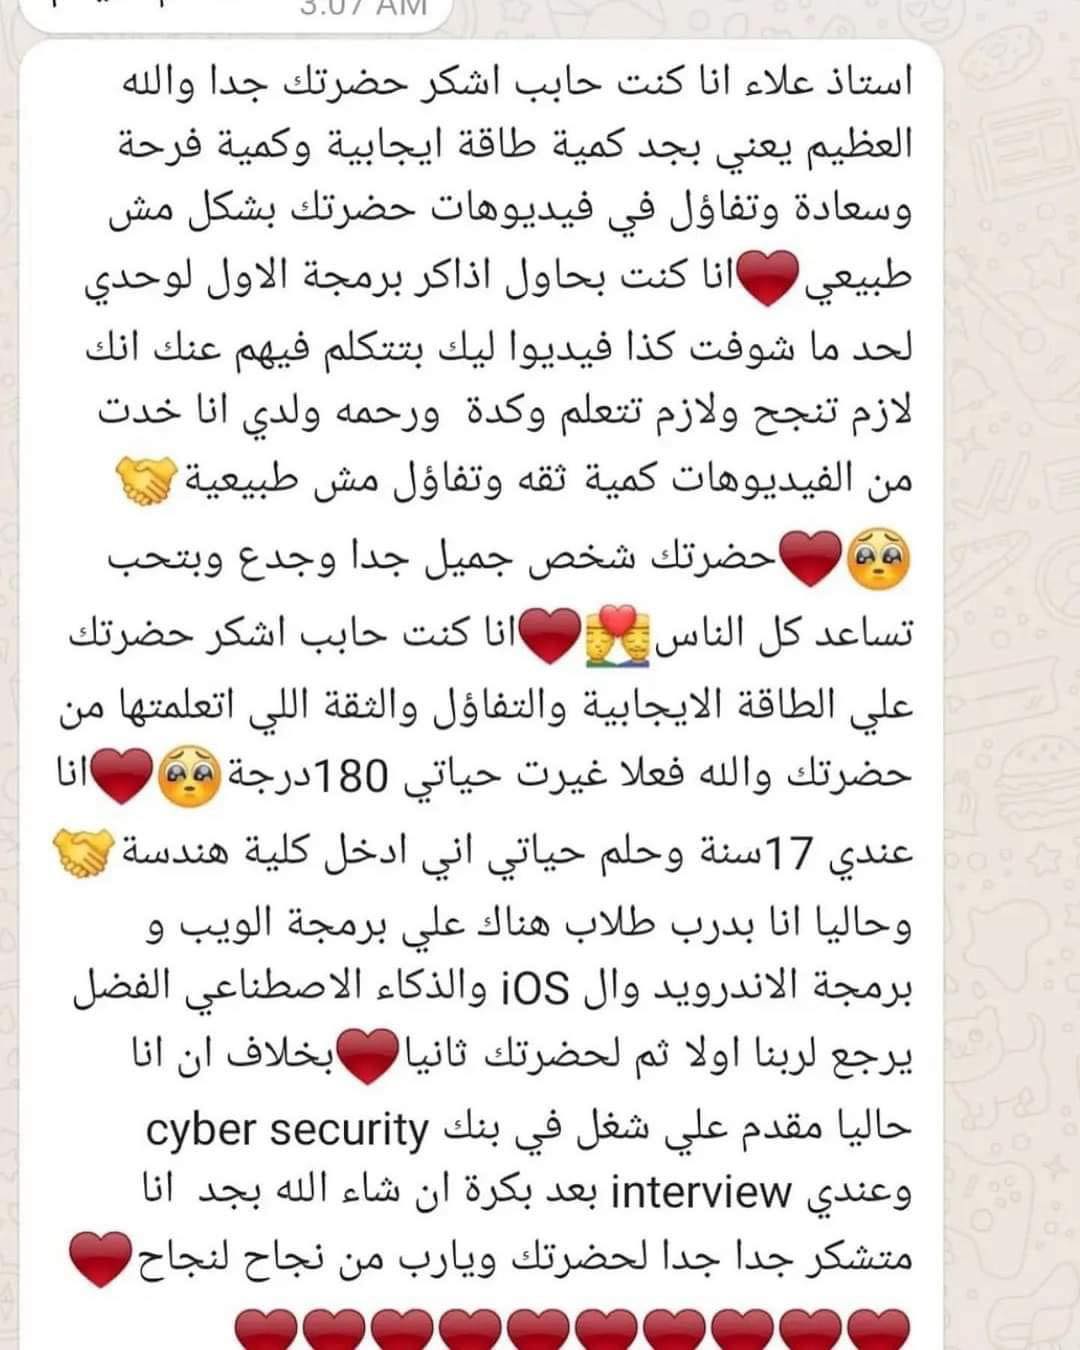 3:07 AM
استاذ علاء انا كنت حابب اشكر حضرتك جدا والله
العظيم يعني بجد كمية طاقة ايجابية وكمية فرحة
وسعادة وتفاؤل في فيديوهات حضرتك بشكل مش
طبيعي❤️انا كنت بحاول اذاكر برمجة الاول لوحدي
لحد ما شوفت كذا فيديوا ليك بتتكلم فيهم عنك انك
لازم تنجح ولازم تتعلم وكدة ورحمه ولدي انا خدت
من الفيديوهات كمية ثقه وتفاؤل مش طبيعية🤝
🥺❤️حضرتك شخص جميل جدا وجدع وبتحب
تساعد كل الناس👨‍❤️‍👨❤️انا كنت حابب اشكر حضرتك
علي الطاقة الايجابية والتفاؤل والثقة اللي اتعلمتها من
حضرتك والله فعلا غيرت حياتي 180درجة🥺❤️انا
عندي 17سنة وحلم حياتي اني ادخل كلية هندسة🤝
وحاليا انا بدرب طلاب هناك علي برمجة الويب و
برمجة الاندرويد وال iOS والذكاء الاصطناعي الفضل
يرجع لربنا اولا ثم لحضرتك ثانيا❤️بخلاف ان انا
حاليا مقدم علي شغل في بنك cyber security
وعندي interview بعد بكرة ان شاء الله بجد انا
متشكر جدا جدا لحضرتك ويارب من نجاح لنجاح❤️
❤️❤️❤️❤️❤️❤️❤️❤️❤️❤️